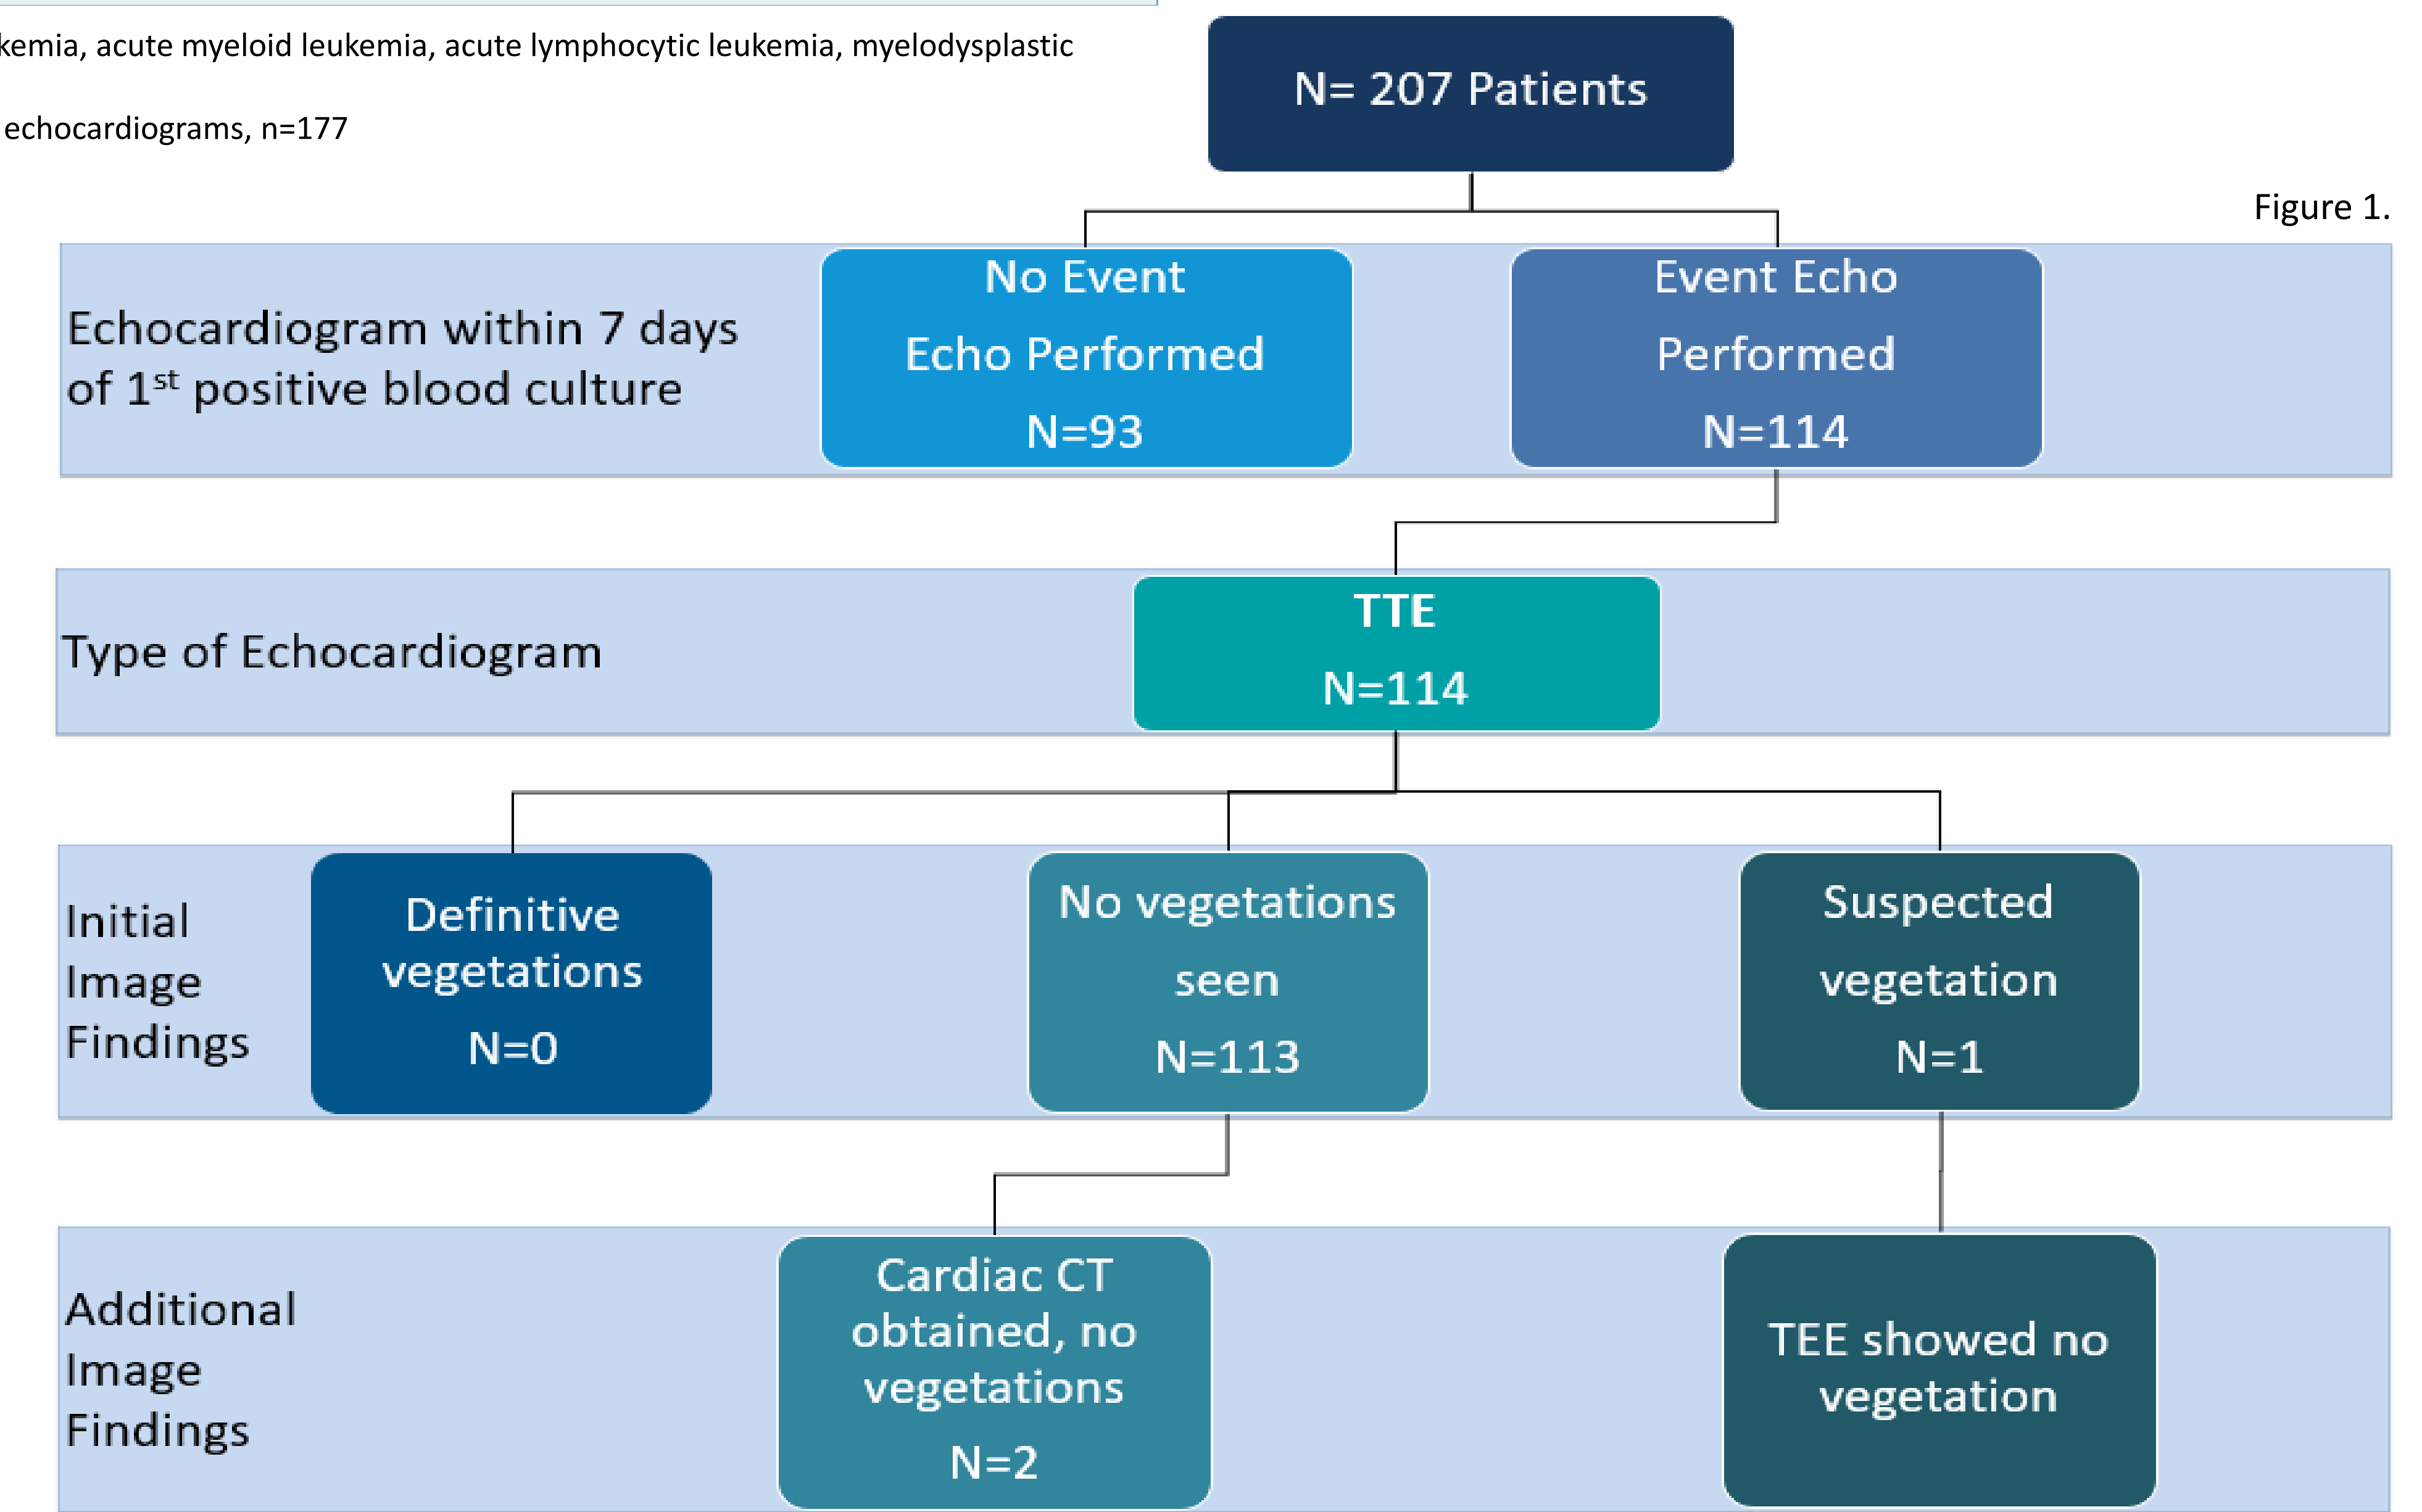 acute myeloid leukemia, acute lymphocytic leukemia, myelodysplastic
echocardiograms, n=177
N= 207 Patients
Figure 1.
Echocardiogram within 7 days
of 1st positive blood culture
No Event
Echo Performed
N=93
Event Echo
Performed
N=114
Type of Echocardiogram
TTE
N=114
Initial
Image
Findings
Definitive
vegetations
N=0
No vegetations
seen
N=113
Suspected
vegetation
N=1
Additional
Image
Findings
Cardiac CT
obtained, no
vegetations
N=2
TEE showed no
vegetation